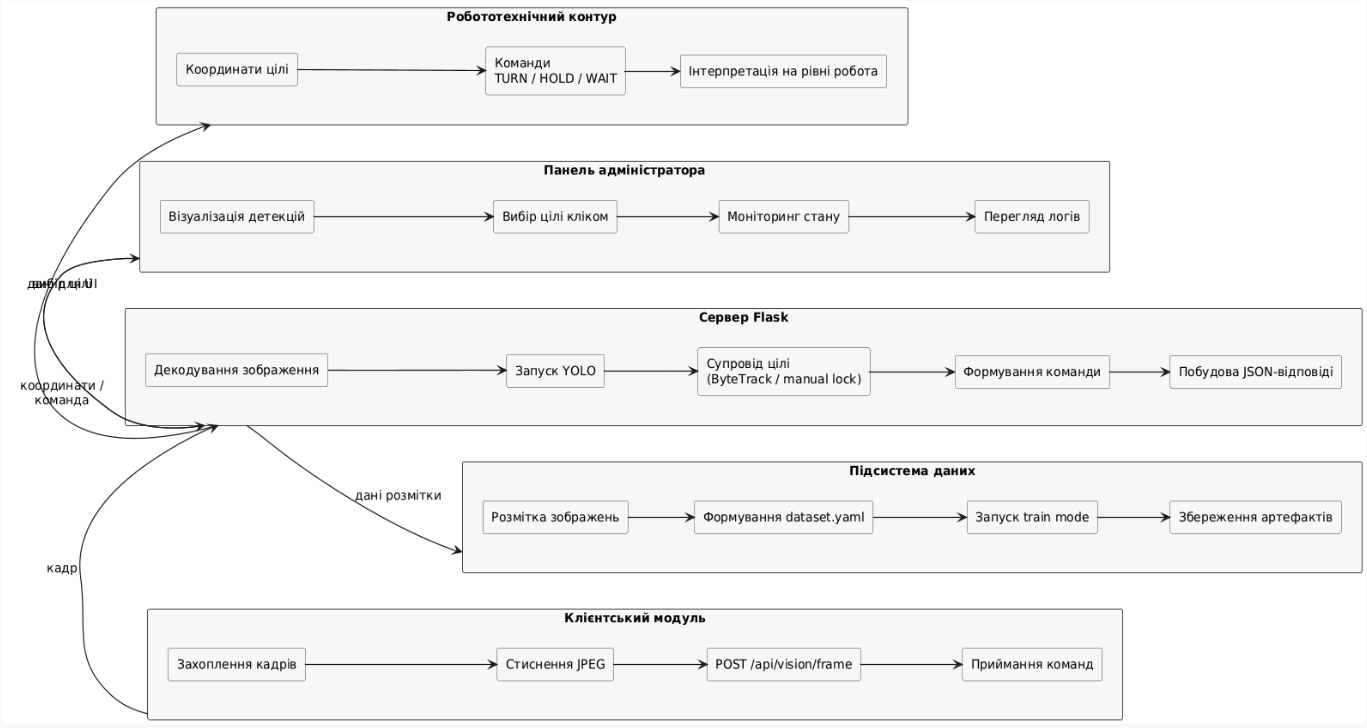 Робототехнічний контур
Координати цілі
Команди
TURN / HOLD / WAIT
Інтерпретація на рівні робота
Панель адміністратора
Візуалізація детекцій
Вибір цілі кліком
Моніторинг стану
Перегляд логів
Сервер Flask
Декодування зображення
Запуск YOLO
Супровід цілі
(ByteTrack / manual lock)
Формування команди
Побудова JSON-відповіді
координати /
команда
Підсистема даних
дані розмітки
Розмітка зображень
Формування dataset.yaml
Запуск train mode
Збереження артефактів
кадр
Клієнтський модуль
Захоплення кадрів
Стиснення JPEG
POST /api/vision/frame
Приймання команд